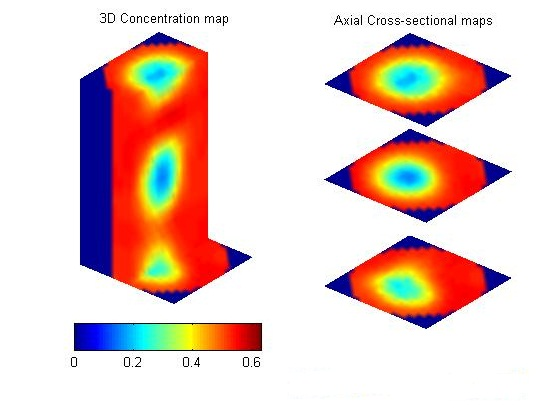 3D Concentration map
Axial Cross-sectional maps
0 0.2 0.4 0.6